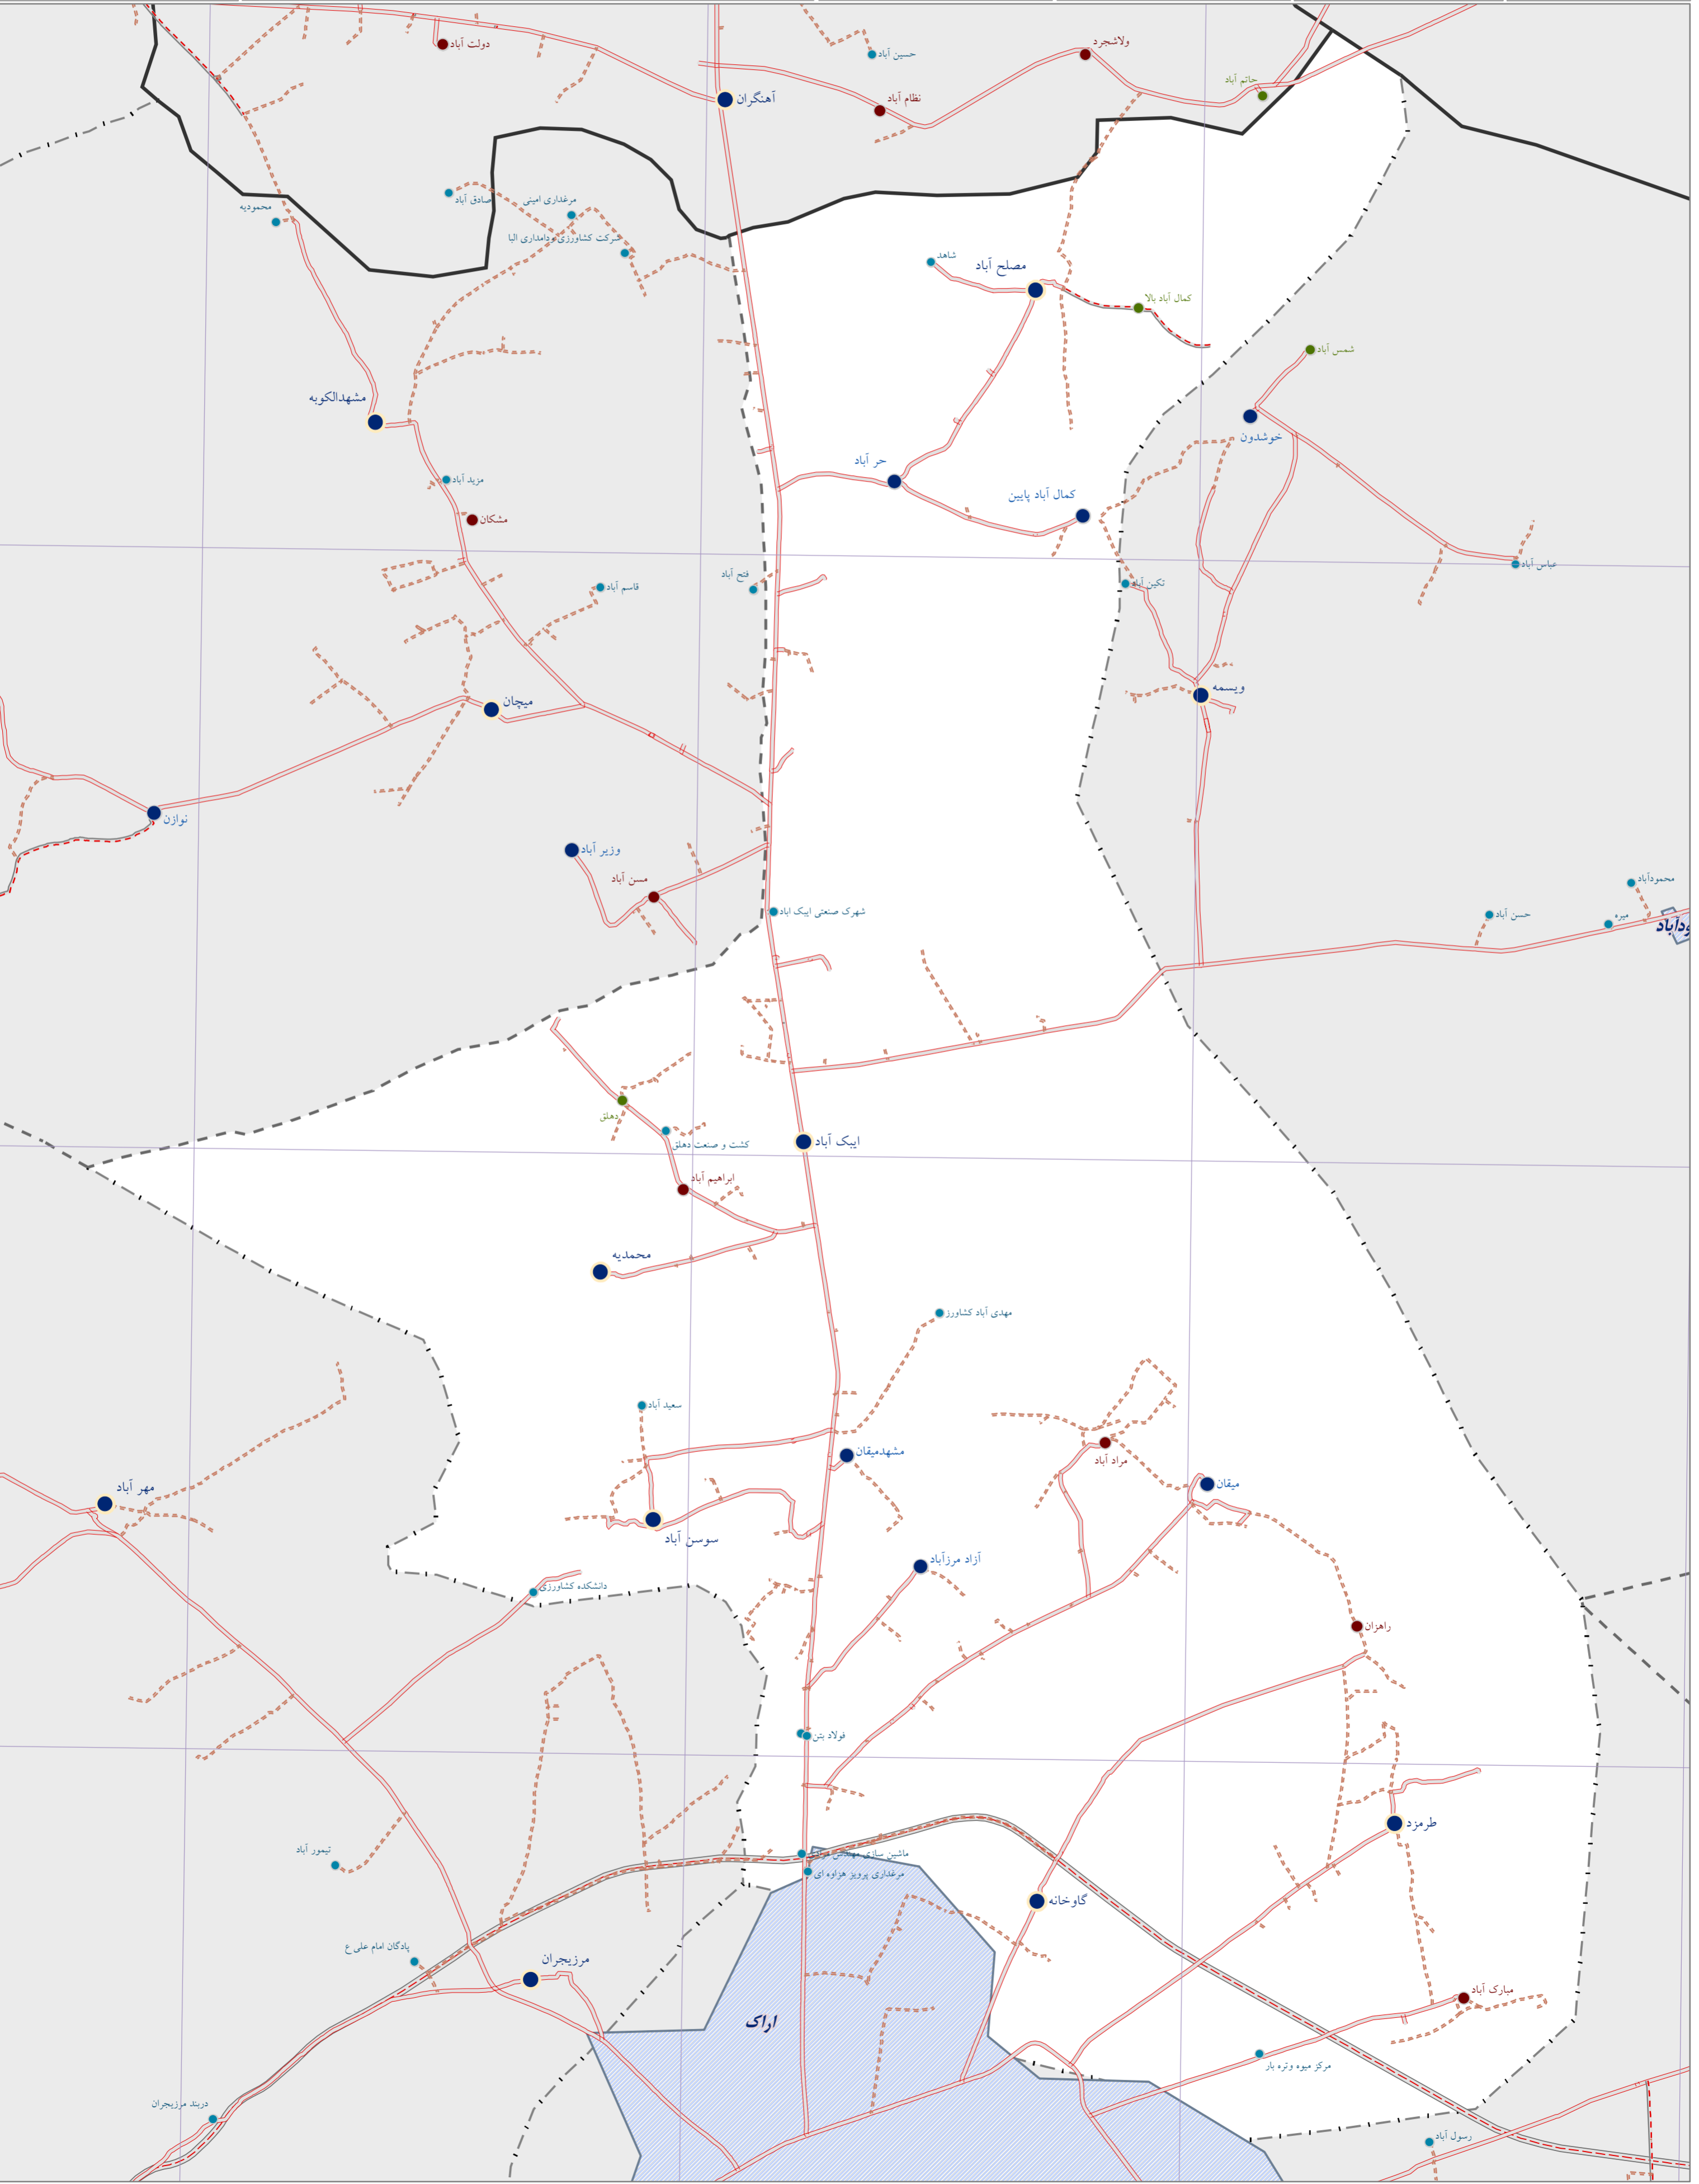 دولت آباد
حسین آباد
ولاشجرد
حاتم آباد
آهنگران
نظام آباد
صادق آباد
مرغداری امینی
محمودیه
شرکت کشاورزی ودامداری البا
شاهد
مصلح آباد
کمال آباد بالا
شمس آباد
مشهدالکوبه
خوشدون
حر آباد
مزید آباد
کمال آباد پایین
مشکان
عباس آباد
فتح آباد
قاسم آباد
تکین آباد
ویسمه
میچان
نوازن
وزیر آباد
مسن آباد
محمودآباد
شهرک صنعتی ایبک اباد
حسن آباد
میره
ودآباد
دهلق
کشت و صنعت دهلق
ایبک آباد
ابراهیم آباد
محمدیه
مهدی آباد کشاورز
سعید آباد
مشهدمیقان
مراد آباد
میقان
مهر آباد
سوسن آباد
آزاد مرزآباد
دانشکده کشاورزی
راهزان
فولاد بتن
طرمزد
تیمور آباد
مرغداری پرویز هزاوه ای
گاوخانه
پادگان امام علی ع
مرزیجران
مبارک آباد
اراک
مرکز میوه وتره بار
دربند مرزیجران
رسول آباد